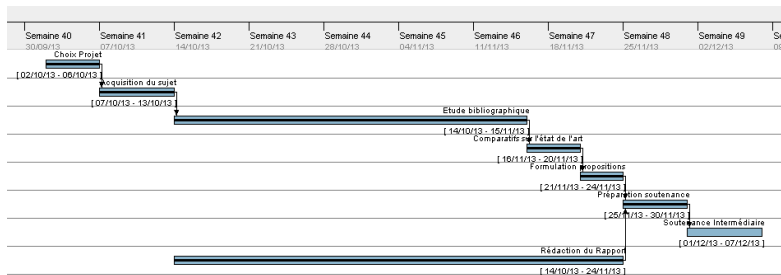 Semaine 40 Semaine 41 Semaine 42 Semaine 43 Semaine 44 Semaine 45 Semaine 46 Semaine 47 Semaine 48 Semaine 49
30/09/13 07/10/13 14/10/13 21/10/13 28/10/13 04/11/13 11/11/13 18/11/13 25/11/13 02/12/13
Choix Projet
[ 02/10/13 - 06/10/13 ]
Acquisition du sujet
[ 07/10/13 - 13/10/13 ]
Etude bibliographique
[ 14/10/13 - 15/11/13 ]
Comparatifs sur l'état de l'art
[ 16/11/13 - 20/11/13 ]
Formulation propositions
[ 21/11/13 - 24/11/13 ]
Préparation soutenance
[ 25/11/13 - 30/11/13 ]
Soutenance Intermédiaire
[ 01/12/13 - 07/12/13 ]
Rédaction du Rapport
[ 14/10/13 - 24/11/13 ]